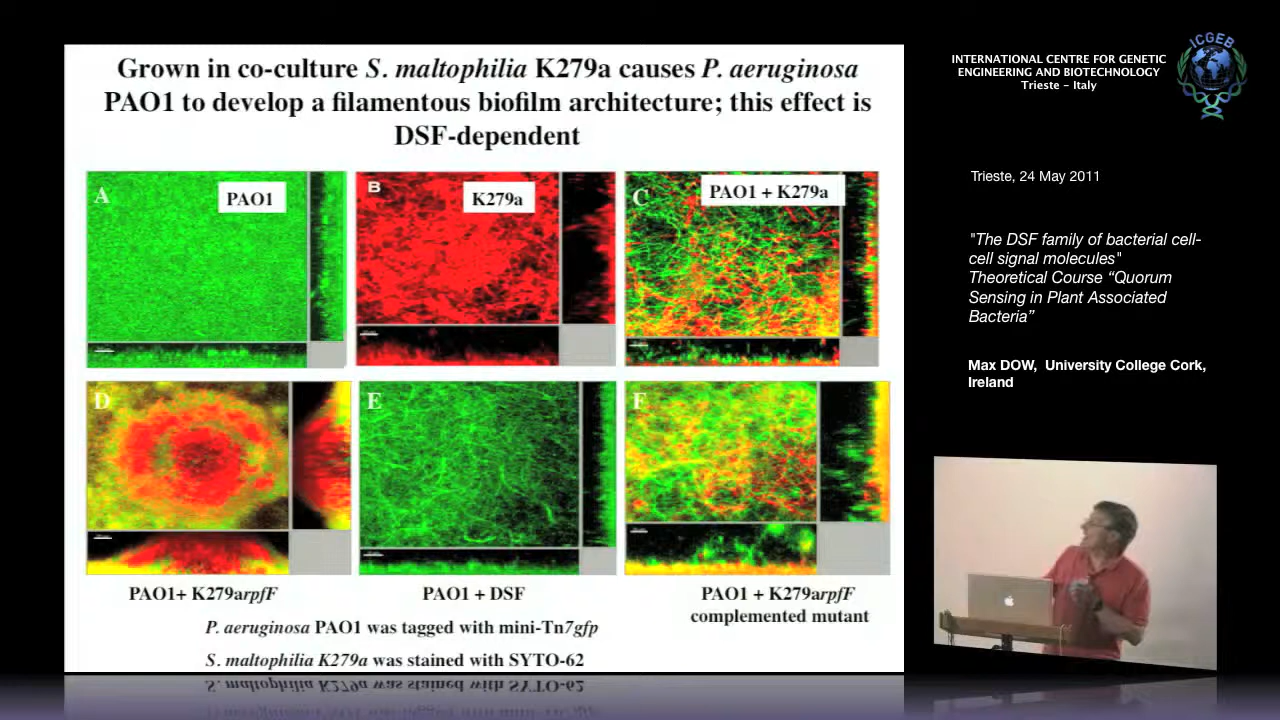 Grown in co-culture S. maltophilia K279a causes P. aeruginosa
PAO1 to develop a filamentous biofilm architecture; this effect is
DSF-dependent
A
PAO1
B
K279a
C
PAO1 + K279a
D
E
F
PAO1+ K279arpfF
PAO1 + DSF
PAO1 + K279arpfF
complemented mutant
P. aeruginosa PAO1 was tagged with mini-Tn7gfp
S. maltophilia K279a was stained with SYTO-62
ICGEB
INTERNATIONAL CENTRE FOR GENETIC
ENGINEERING AND BIOTECHNOLOGY
Trieste - Italy
Trieste, 24 May 2011
"The DSF family of bacterial cell-
cell signal molecules"
Theoretical Course “Quorum
Sensing in Plant Associated
Bacteria”
Max DOW, University College Cork,
Ireland